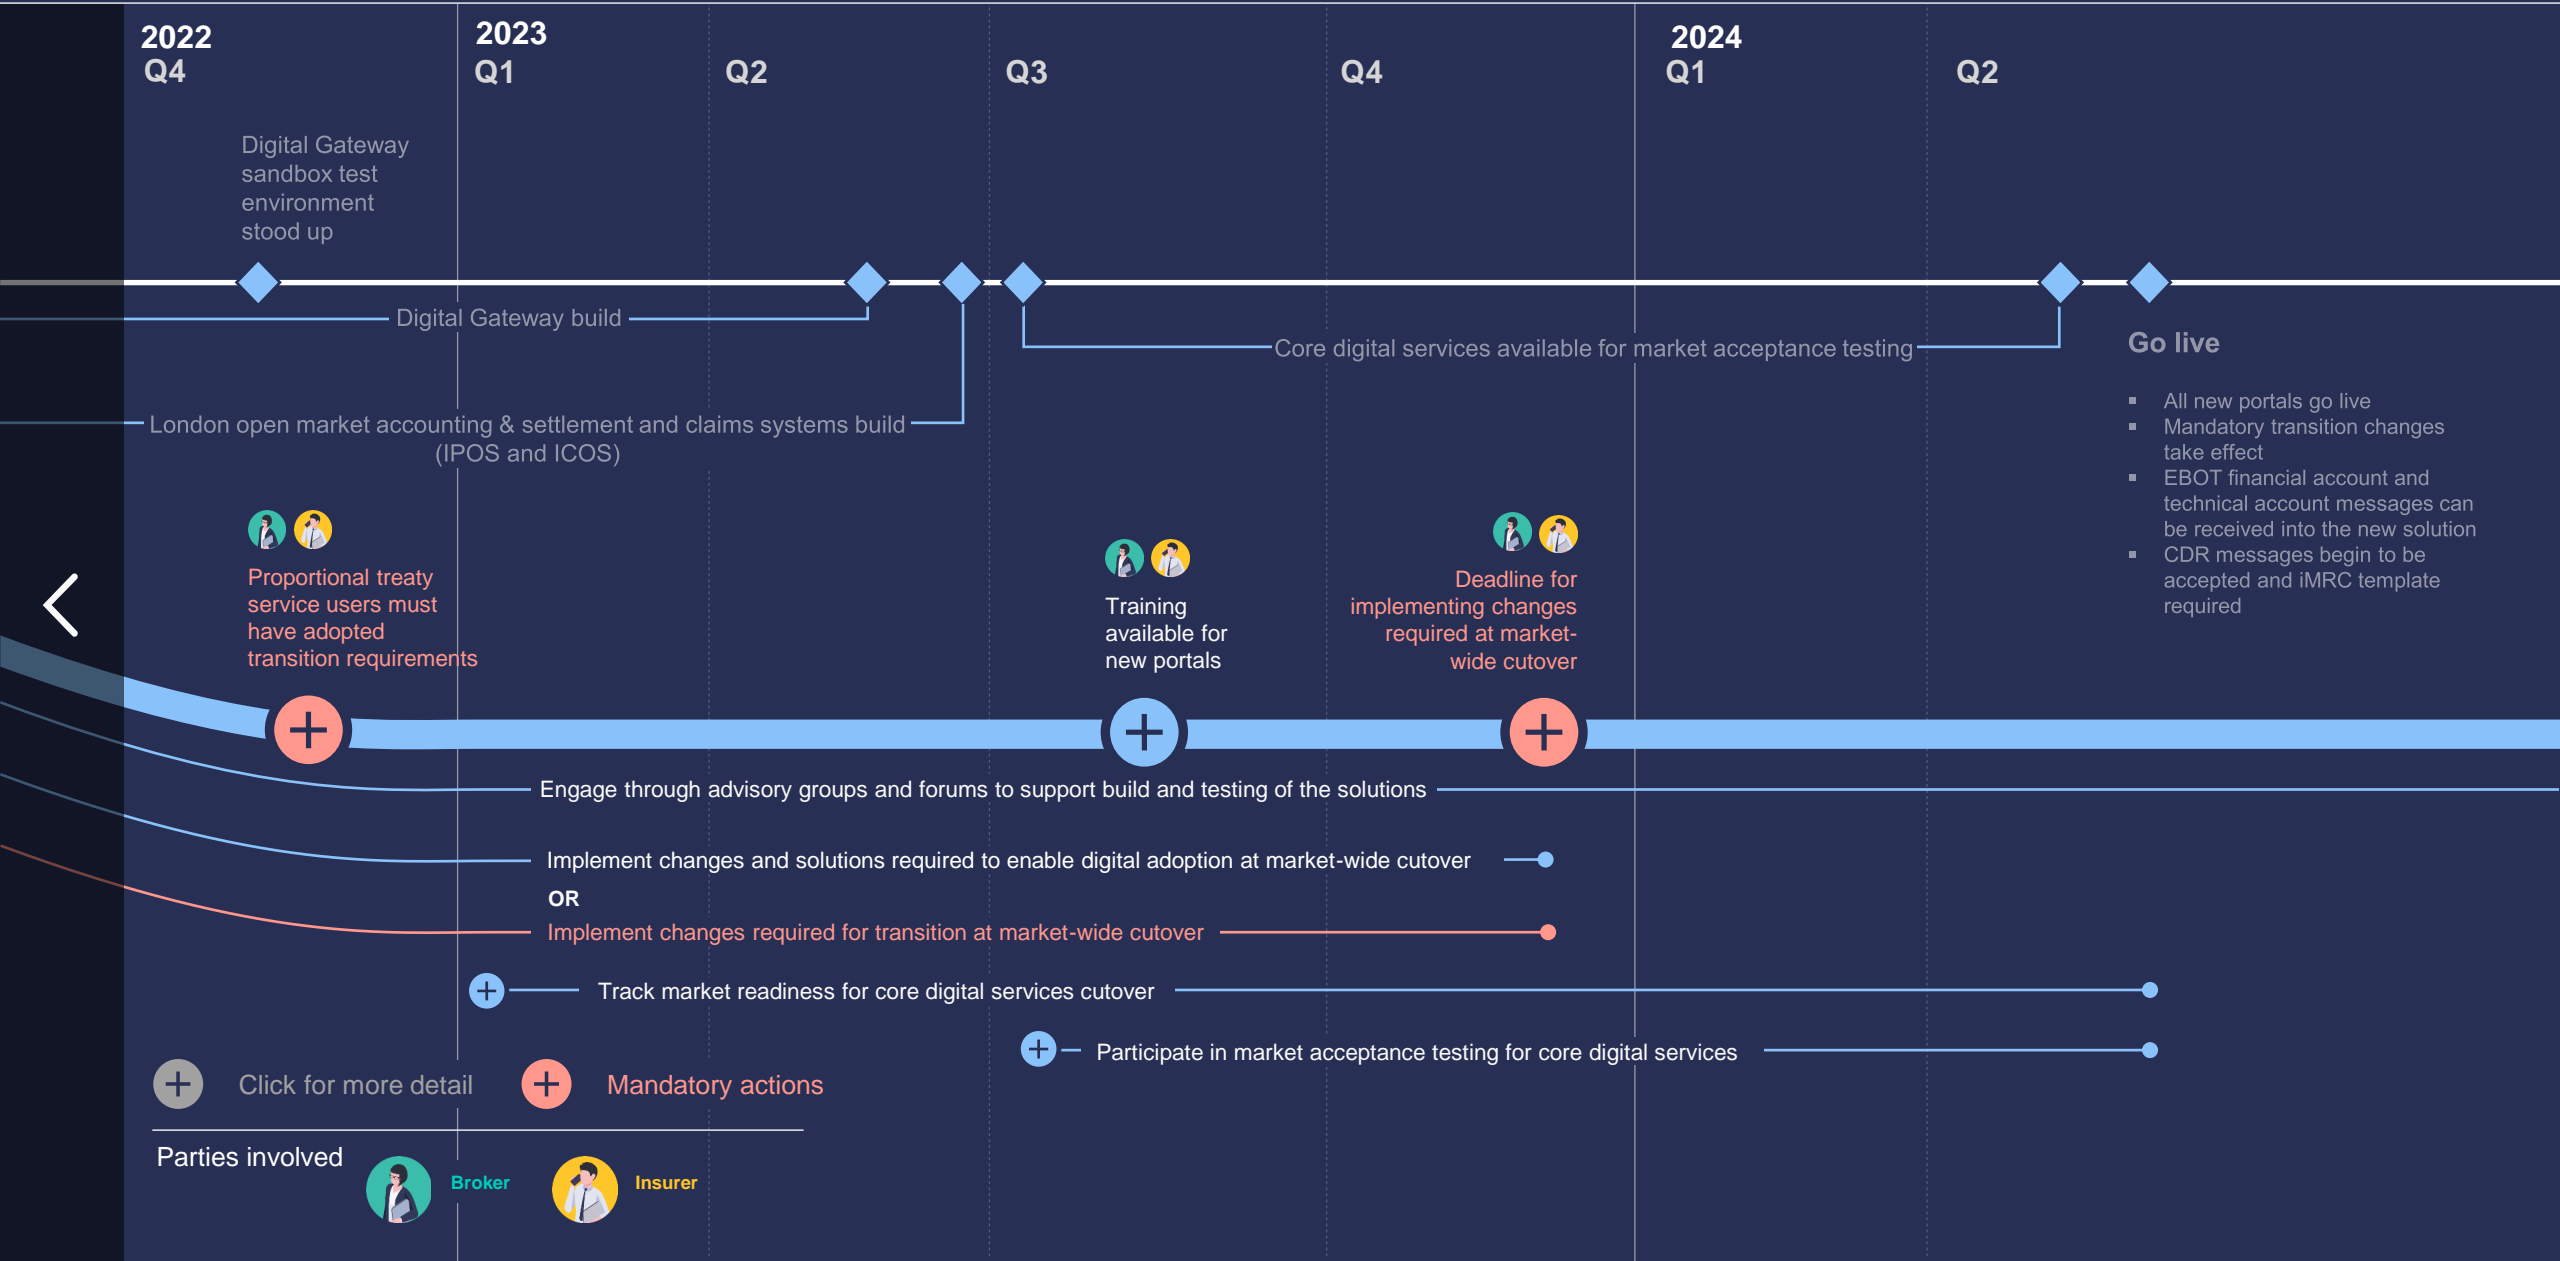 2022
Q4
2023
Q1
Q2
Q3
Q4
2024
Q1
Q2
Digital Gateway
sandbox test
environment
stood up
Digital Gateway build
Core digital services available for market acceptance testing
London open market accounting & settlement and claims systems build
(IPOS and ICOS)
Go live
▪ All new portals go live
▪ Mandatory transition changes
take effect
▪ EBOT financial account and
technical account messages can
be received into the new solution
▪ CDR messages begin to be
accepted and iMRC template
required
Proportional treaty
service users must
have adopted
transition requirements
Training
available for
new portals
Deadline for
implementing changes
required at market-
wide cutover
Engage through advisory groups and forums to support build and testing of the solutions
Implement changes and solutions required to enable digital adoption at market-wide cutover
OR
Implement changes required for transition at market-wide cutover
Track market readiness for core digital services cutover
Participate in market acceptance testing for core digital services
Click for more detail
Mandatory actions
Parties involved
Broker
Insurer